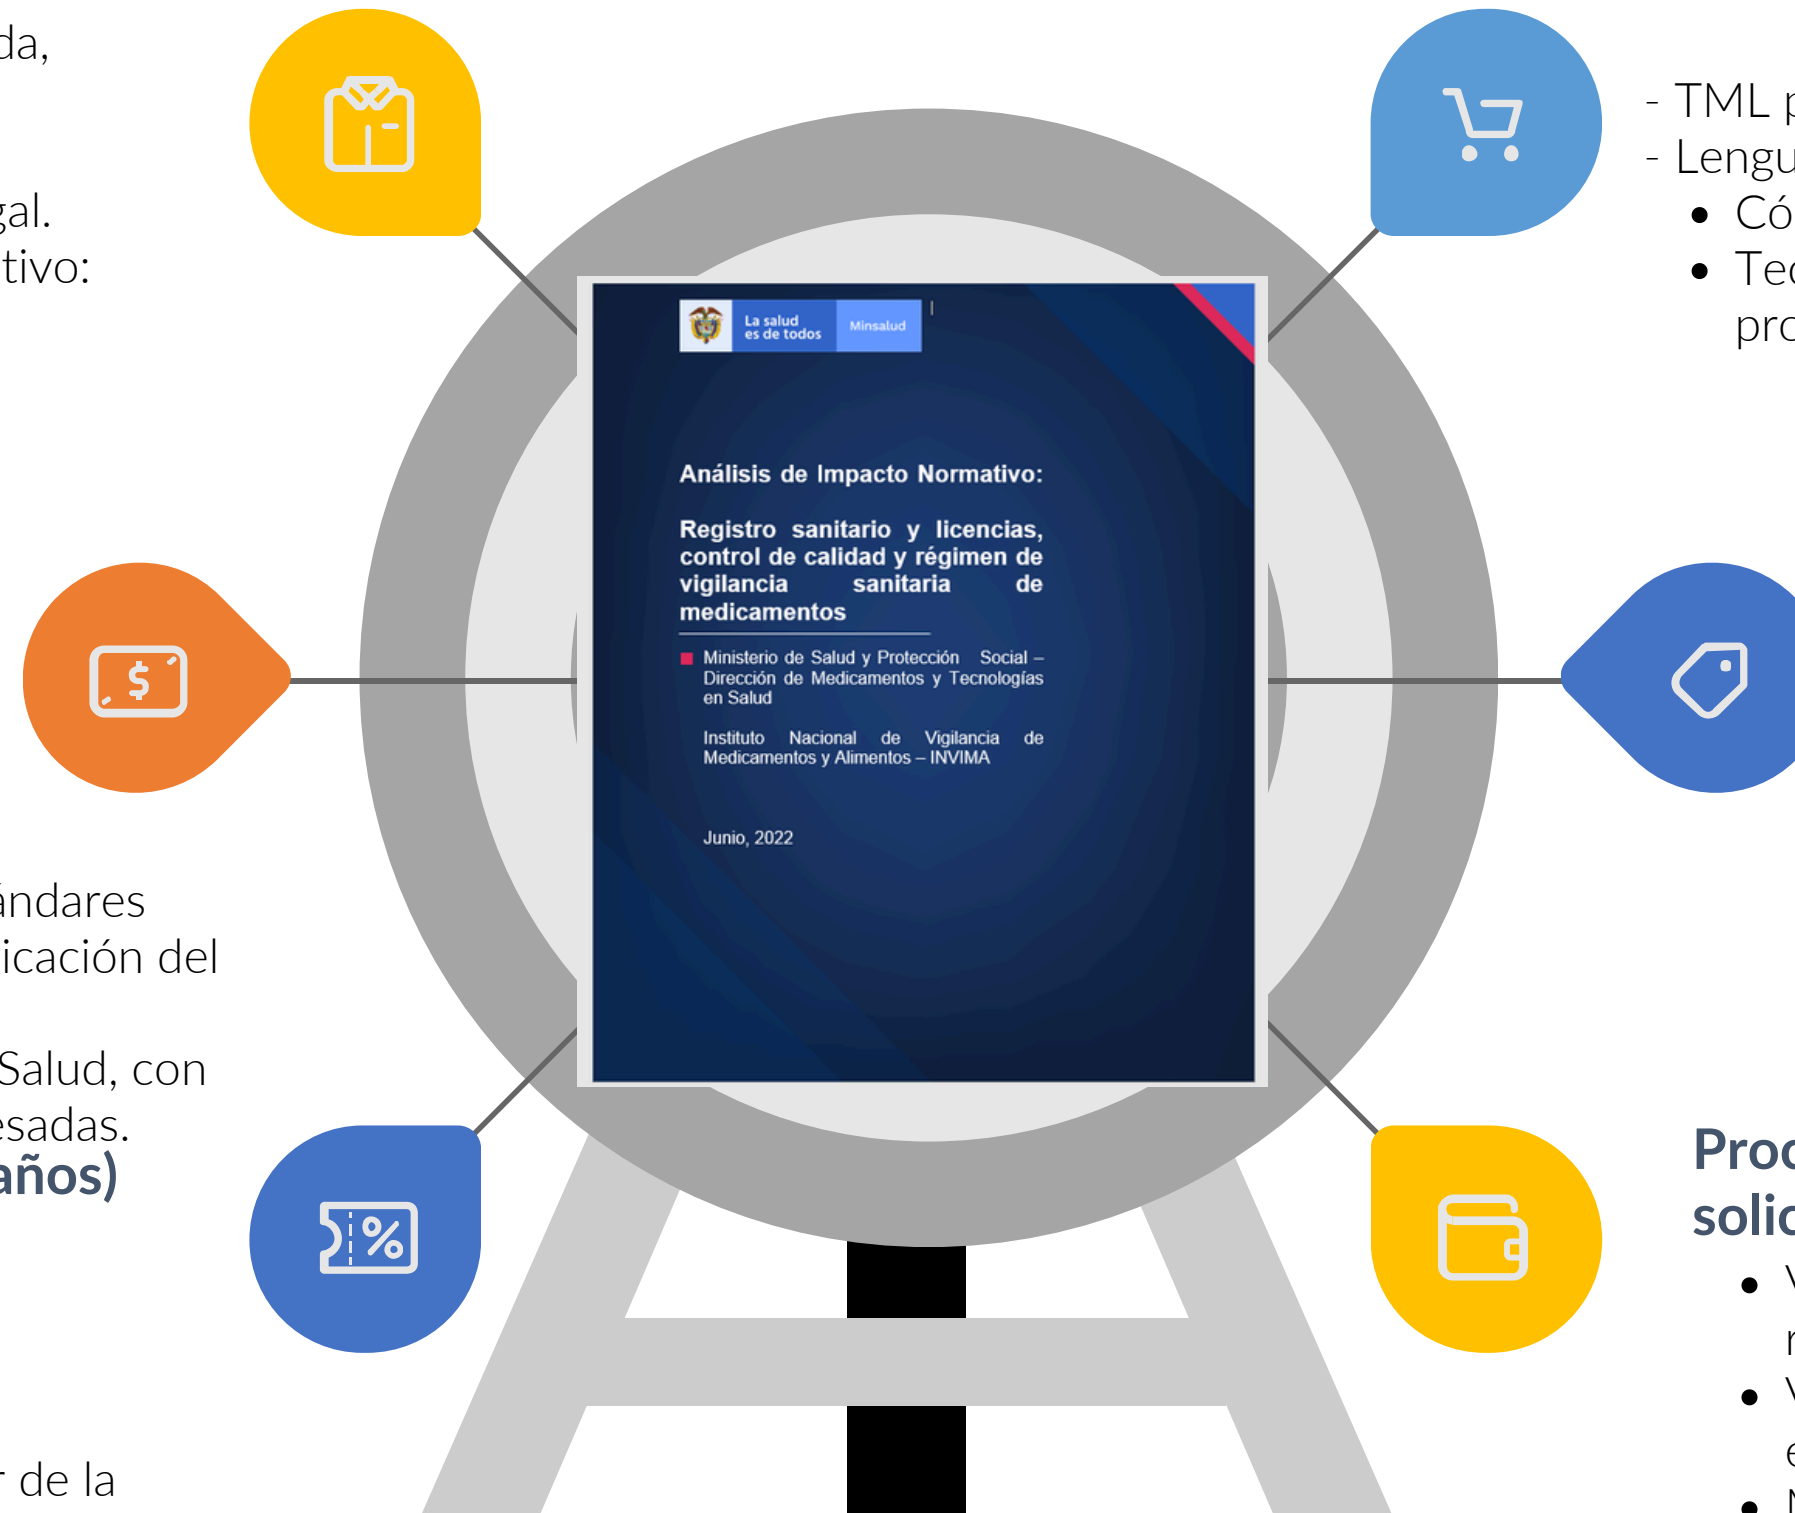 gal.
tivo:
ándares
icación del
Salud, con
esadas.
años)
r de la
- TML
- Lengu
pro
La salud
es de todos
Minsalud
Análisis de Impacto Normativo:
Registro sanitario y licencias,
control de calidad y régimen de
vigilancia sanitaria de
medicamentos
Ministerio de Salud y Protección Social –
Dirección de Medicamentos y Tecnologías
en Salud
Instituto Nacional de Vigilancia de
Medicamentos y Alimentos – INVIMA
Junio, 2022
$
%
Proc
solic